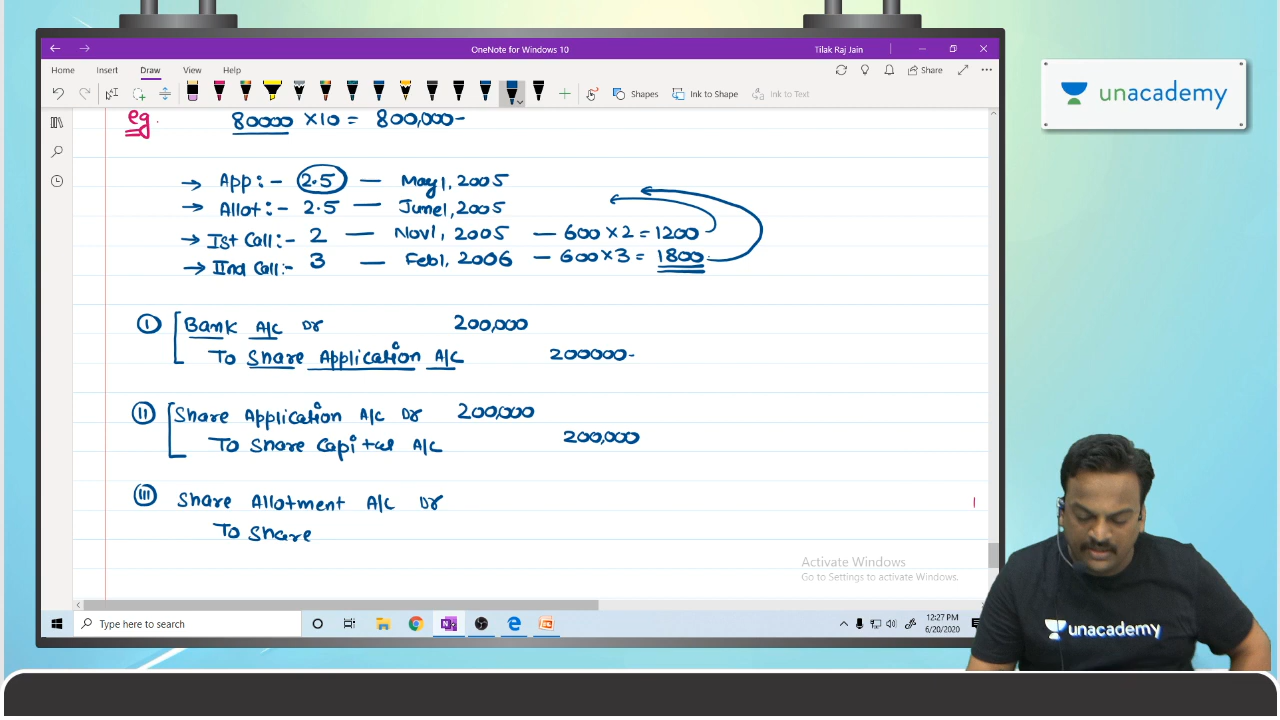 OneNote for Windows 10
Tilak Raj Jain
Home Insert Draw View Help
Share
Shapes Ink to Shape Ink to Text
unacademy
eg. 80000 × 10 = 800,000-
→ App:- 2.5 — May1, 2005
→ Allot:- 2.5 — June1, 2005
→ Ist Call:- 2 — Nov1, 2005 — 600 × 2 = 1200
→ IInd Call:- 3 — Feb1, 2006 — 600 × 3 = 1800
(I) Bank A/C Dr 200,000
To Share Application A/C 200000-
(II) Share Application A/C Dr 200,000
To Share Capital A/C 200,000
(III) Share Allotment A/C Dr
To Share
Activate Windows
Go to Settings to activate Windows.
Type here to search
12:27 PM
6/20/2020
unacademy